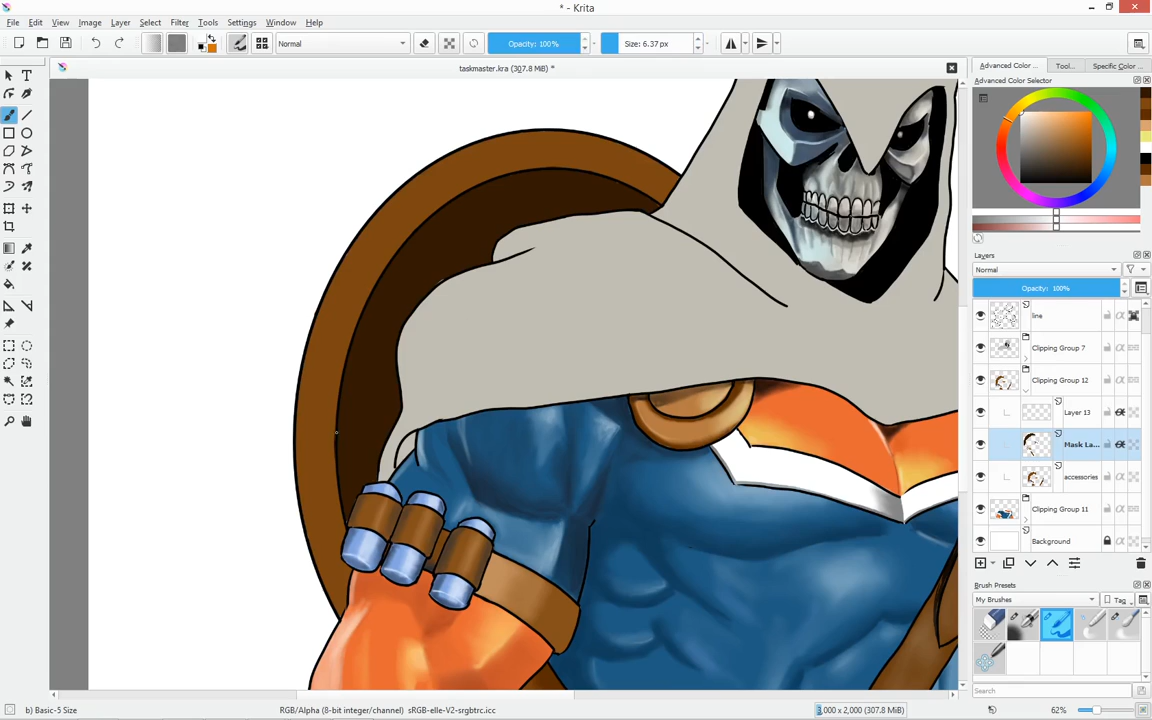 * - Krita
File Edit View Image Layer Select Filter Tools Settings Window Help
Normal Opacity: 100% Size: 6.37 px
taskmaster.kra (307.8 MiB) *
Advanced Color ... Tool... Specific Color ...
Advanced Color Selector
Layers
Normal
Opacity: 100%
line
Clipping Group 7
Clipping Group 12
Layer 13
Mask La...
accessories
Clipping Group 11
Background
Brush Presets
My Brushes Tag
Search
b) Basic-5 Size RGB/Alpha (8-bit integer/channel) sRGB-elle-V2-srgbtrc.icc 3,000 x 2,000 (307.8 MiB) 62%